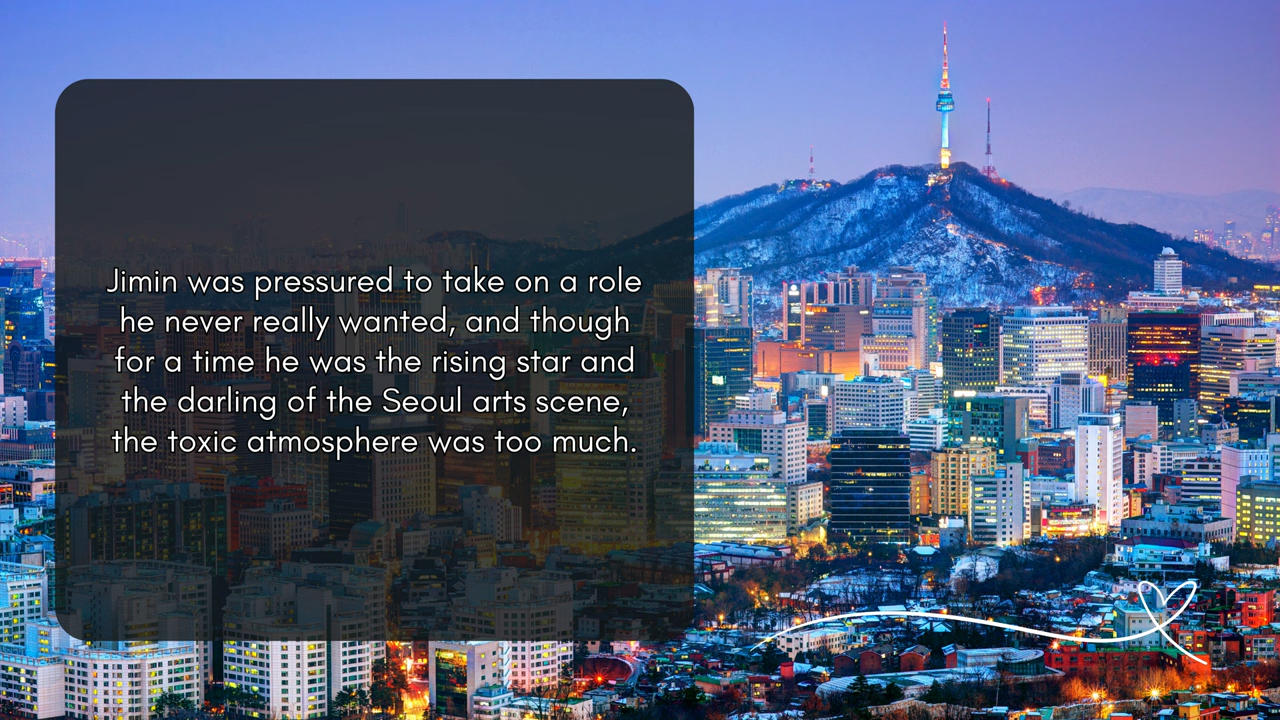 Jimin was pressured to take on a role
he never really wanted, and though
for a time he was the rising star and
the darling of the Seoul arts scene,
the toxic atmosphere was too much.